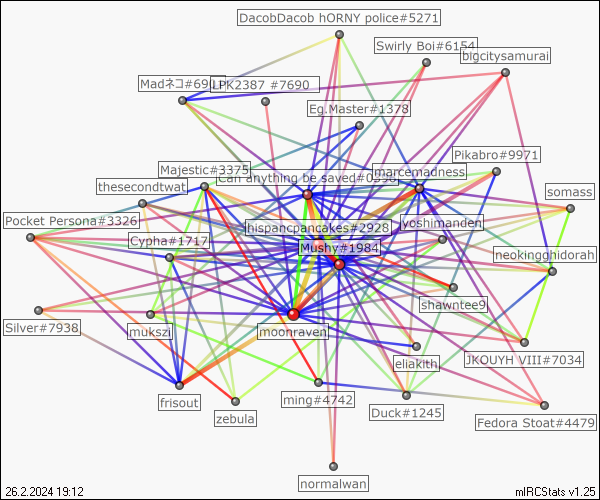 DacobDacob hORNY police#5271
Swirly Boi#6154
bigcitysamurai
Madネコ#690
LPK2387 #7690
Eg.Master#1378
Pikabro#9971
Majestic#3375
Can anything be saved#0
marcemadness
thesecondtwat
somass
Pocket Persona#3326
hispancpancakes#2928
yoshimanden
Cypha#1717
Mushy#1984
neokingghidorah
shawntee9
Silver#7938
mukszi
moonraven
eliakith
JKOUYH VIII#7034
frisout
ming#4742
zebula
Duck#1245
Fedora Stoat#4479
normalwan
26.2.2024 19:12
mIRCStats v1.25